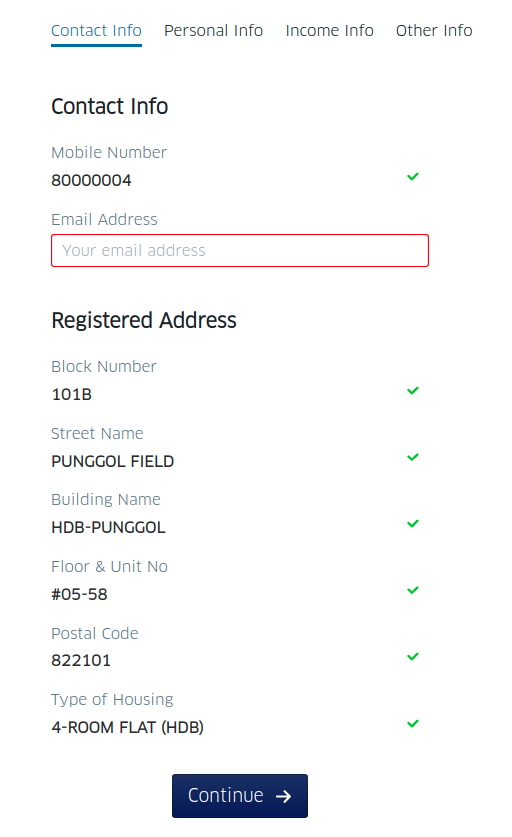 Contact Info Personal Info Income Info Other Info
Contact Info
Mobile Number
80000004
Email Address
Your email address
Registered Address
Block Number
101B
Street Name
PUNGGOL FIELD
Building Name
HDB-PUNGGOL
Floor & Unit No
#05-58
Postal Code
822101
Type of Housing
4-ROOM FLAT (HDB)
Continue